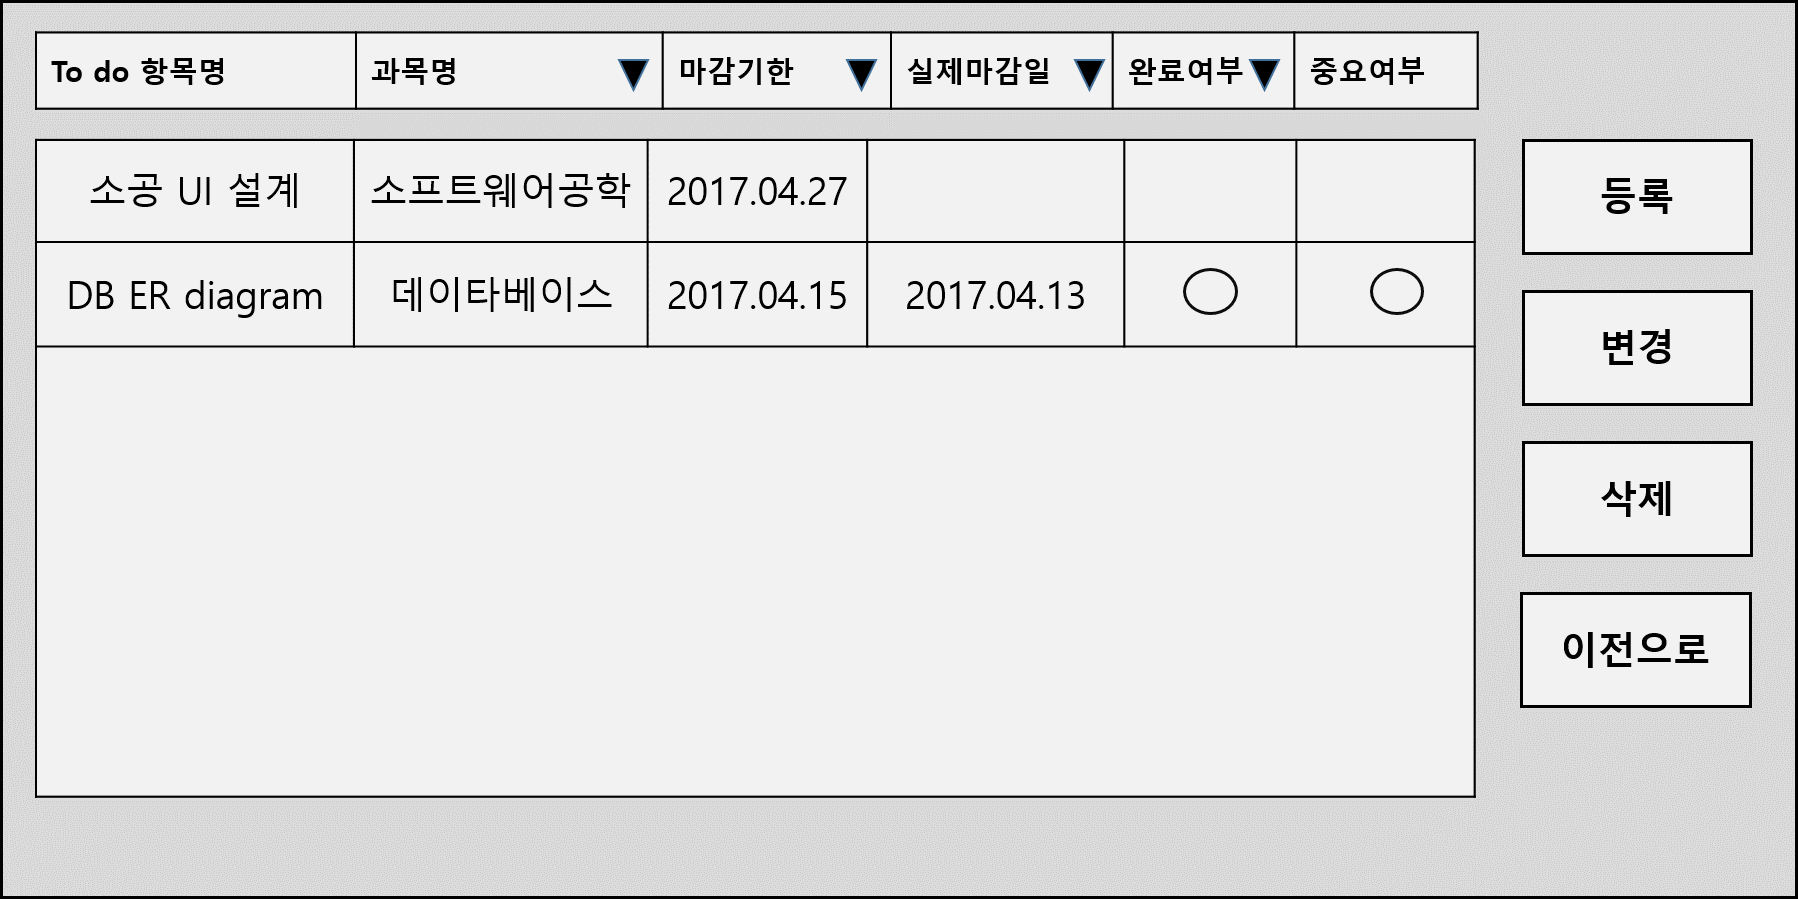 To do 항목명 과목명 ▼ 마감기한 ▼ 실제마감일 ▼ 완료여부 ▼ 중요여부
소공 UI 설계 소프트웨어공학 2017.04.27
DB ER diagram 데이타베이스 2017.04.15 2017.04.13 ○ ○
등록
변경
삭제
이전으로